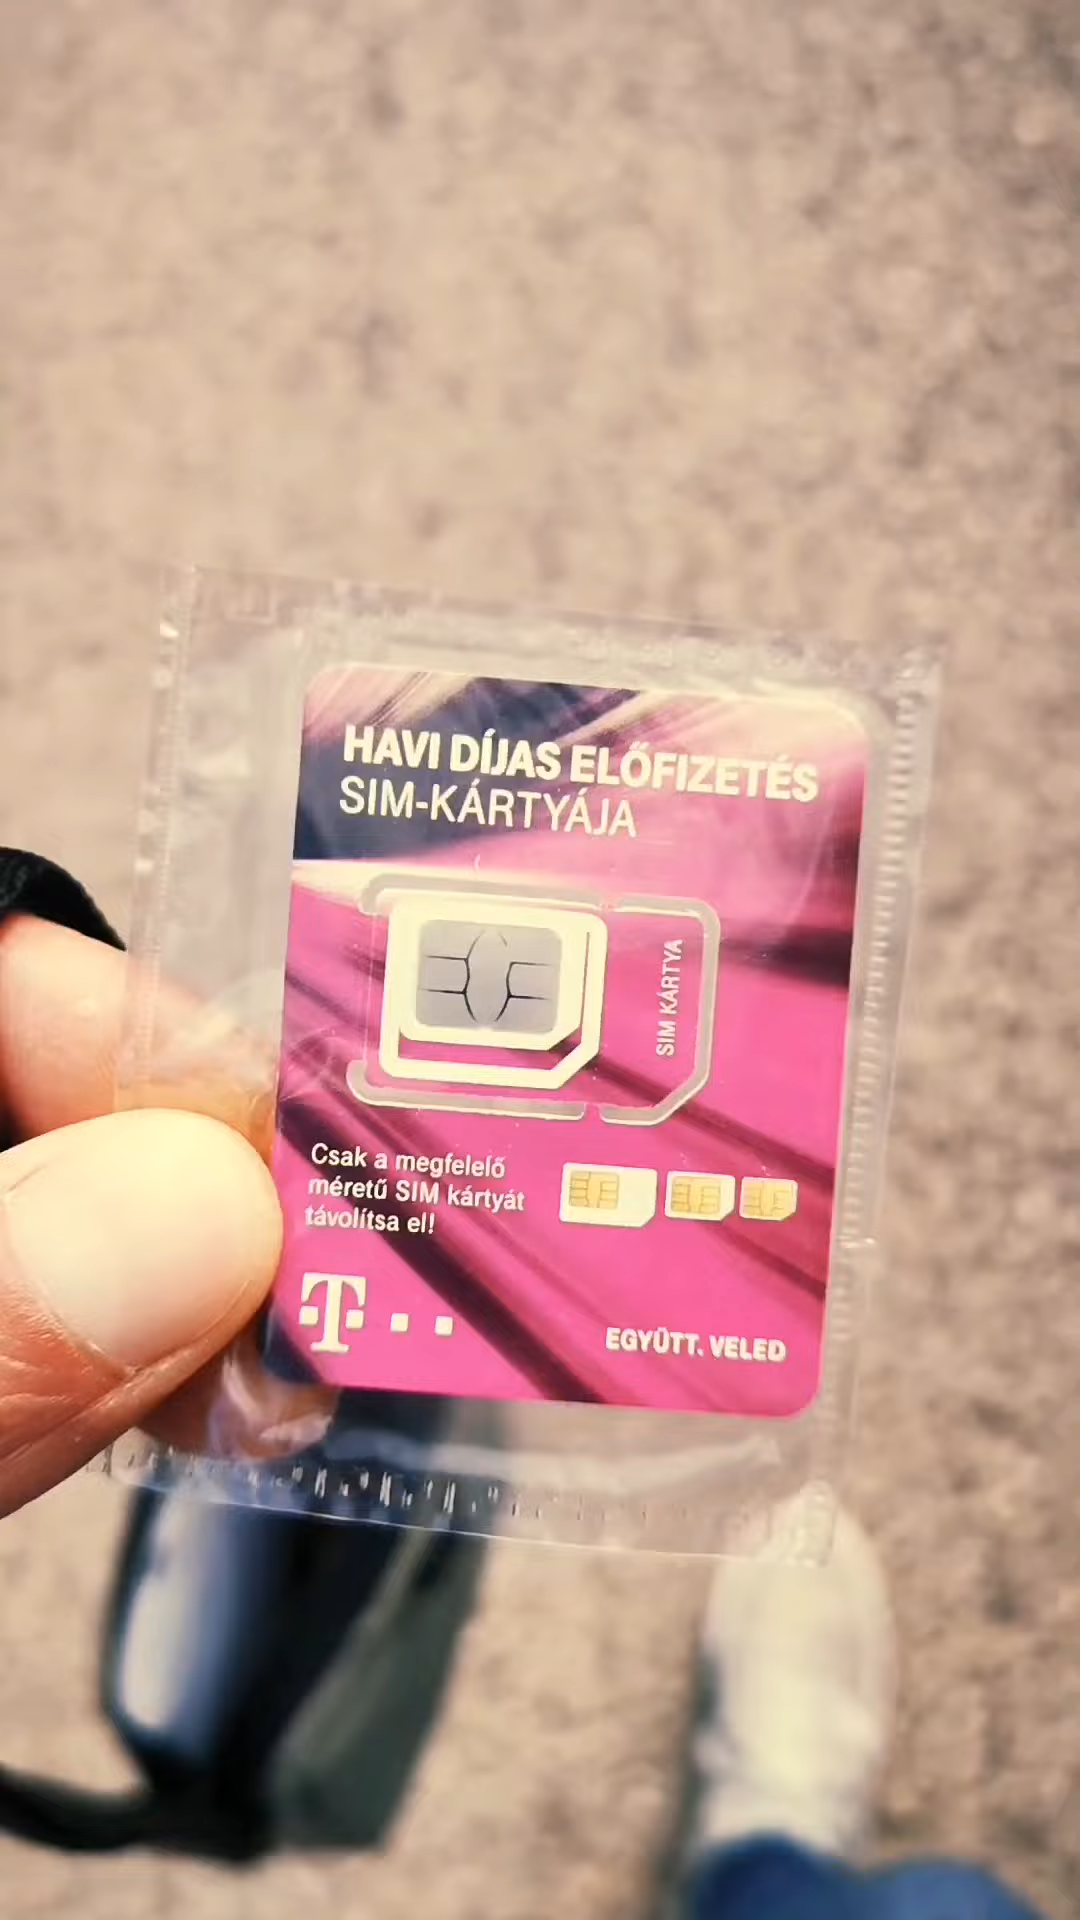 HAVI DÍJAS ELŐFIZETÉS
SIM-KÁRTYÁJA
SIM KÁRTYA
Csak a megfelelő
méretű SIM kártyát
távolítsa el!
T
EGYÜTT. VELED